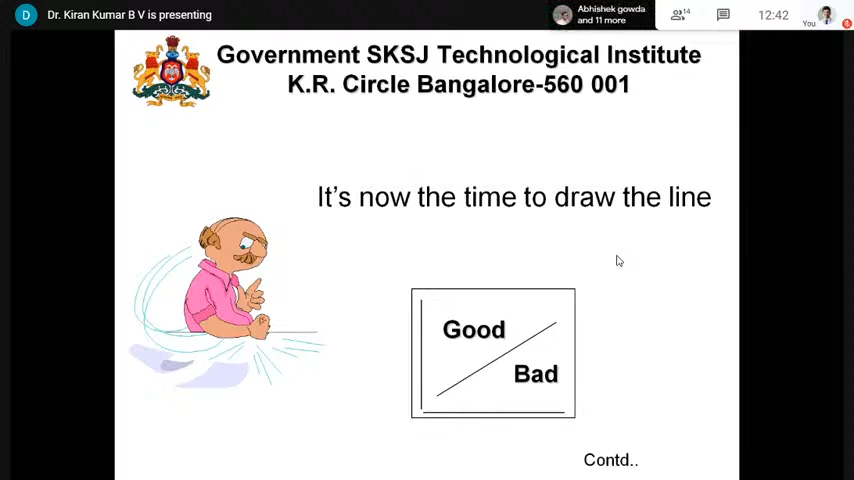 D
Dr. Kiran Kumar B V is presenting
Abhishek gowda
and 11 more
14
12:42
You
Government SKSJ Technological Institute
K.R. Circle Bangalore-560 001
It's now the time to draw the line
Good
Bad
Contd..